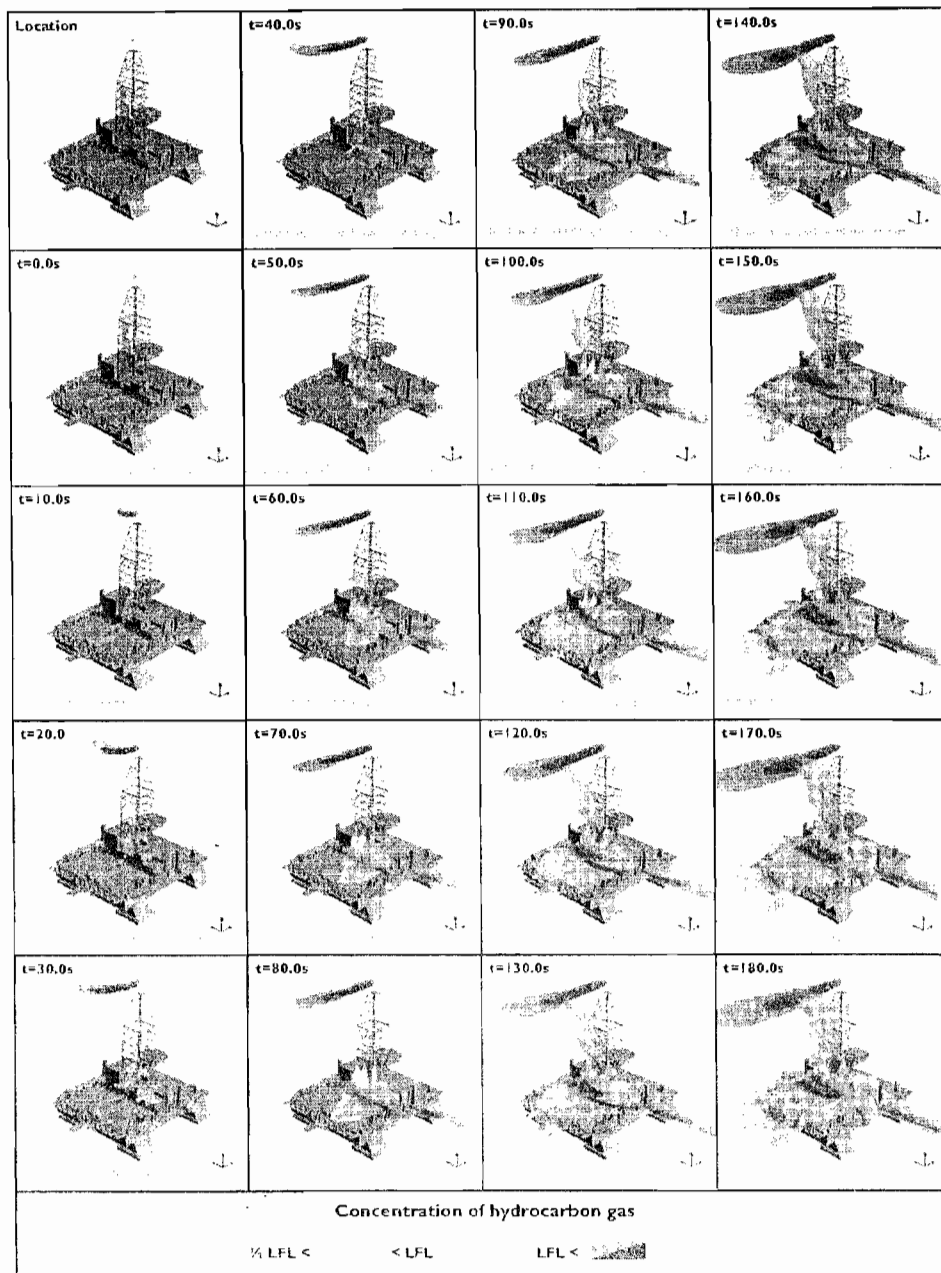 Location
t=40.0s
t=90.0s
t=140.0s
t=0.0s
t=50.0s
t=100.0s
t=150.0s
t=10.0s
t=60.0s
t=110.0s
t=160.0s
t=20.0
t=70.0s
t=120.0s
t=170.0s
t=30.0s
t=80.0s
t=130.0s
t=180.0s
Concentration of hydrocarbon gas
LFL < < LFL LFL <